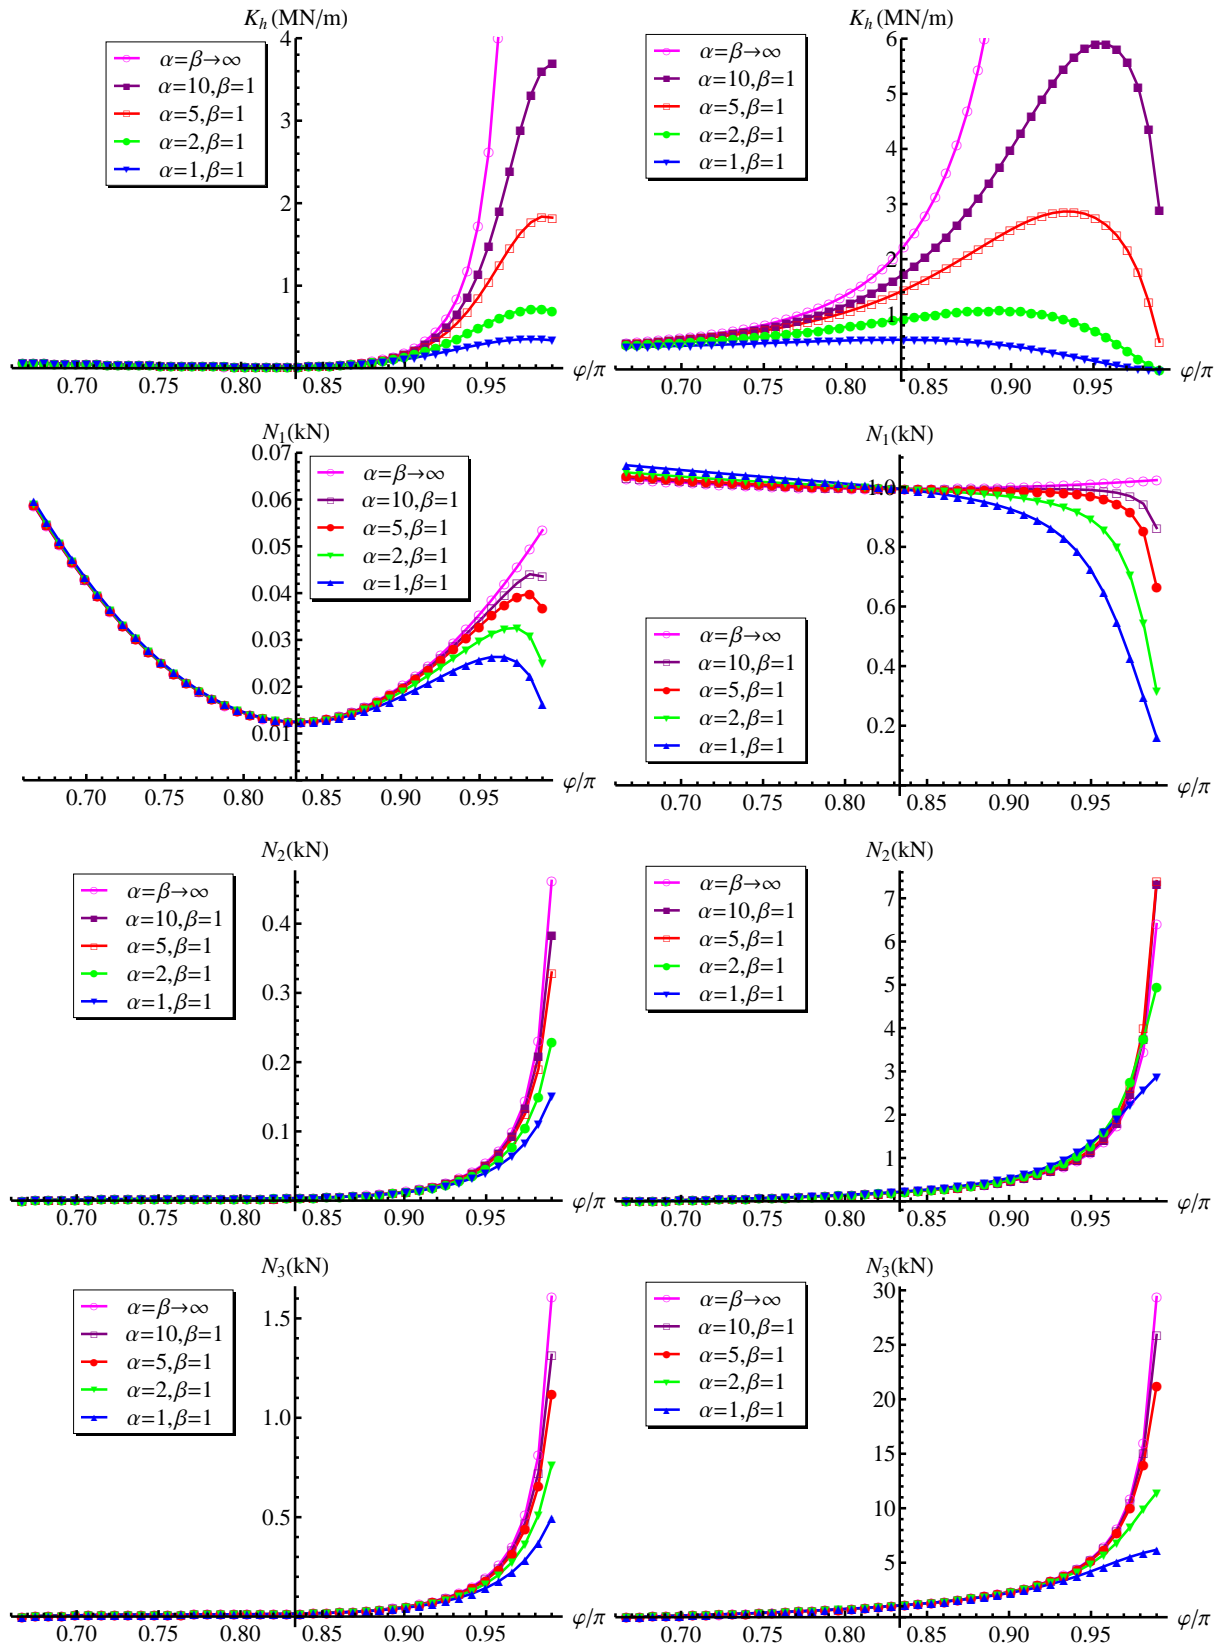 K_h (MN/m)
4
3
2
1
α=β→∞
α=10,β=1
α=5,β=1
α=2,β=1
α=1,β=1
0.70 0.75 0.80 0.85 0.90 0.95
φ/π
K_h (MN/m)
6
5
4
3
2
1
α=β→∞
α=10,β=1
α=5,β=1
α=2,β=1
α=1,β=1
0.70 0.75 0.80 0.85 0.90 0.95
φ/π
N_1(kN)
0.07
0.06
0.05
0.04
0.03
0.02
0.01
α=β→∞
α=10,β=1
α=5,β=1
α=2,β=1
α=1,β=1
0.70 0.75 0.80 0.85 0.90 0.95
φ/π
N_1(kN)
1.0
0.8
0.6
0.4
0.2
α=β→∞
α=10,β=1
α=5,β=1
α=2,β=1
α=1,β=1
0.70 0.75 0.80 0.85 0.90 0.95
φ/π
N_2(kN)
0.4
0.3
0.2
0.1
α=β→∞
α=10,β=1
α=5,β=1
α=2,β=1
α=1,β=1
0.70 0.75 0.80 0.85 0.90 0.95
φ/π
N_2(kN)
7
6
5
4
3
2
1
α=β→∞
α=10,β=1
α=5,β=1
α=2,β=1
α=1,β=1
0.70 0.75 0.80 0.85 0.90 0.95
φ/π
N_3(kN)
1.5
1.0
0.5
α=β→∞
α=10,β=1
α=5,β=1
α=2,β=1
α=1,β=1
0.70 0.75 0.80 0.85 0.90 0.95
φ/π
N_3(kN)
30
25
20
15
10
5
α=β→∞
α=10,β=1
α=5,β=1
α=2,β=1
α=1,β=1
0.70 0.75 0.80 0.85 0.90 0.95
φ/π